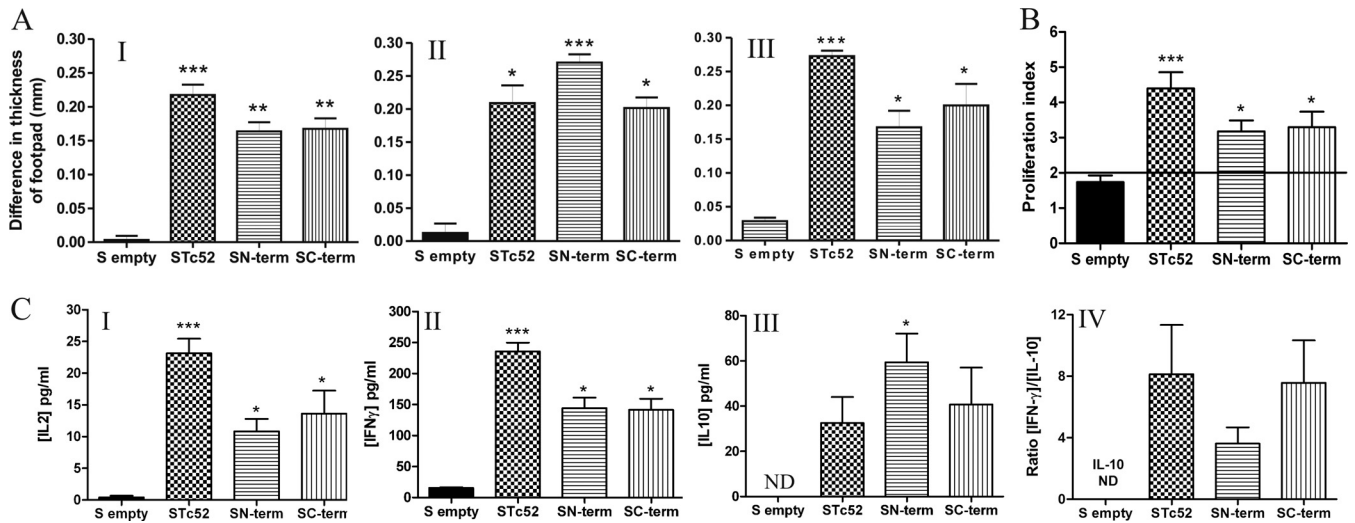 A
I
Difference in thickness
of footpad (mm)
0.30
0.25
0.20
0.15
0.10
0.05
0.00
***
**
**
S empty STc52 SN-term SC-term
II
0.30
0.25
0.20
0.15
0.10
0.05
0.00
*
***
*
S empty STc52 SN-term SC-term
III
0.30
0.25
0.20
0.15
0.10
0.05
0.00
***
*
*
S empty STc52 SN-term SC-term
B
Proliferation index
6
5
4
3
2
1
0
***
*
*
S empty STc52 SN-term SC-term
C
I
[IL2] pg/ml
30
25
20
15
10
5
0
***
*
*
S empty STc52 SN-term SC-term
II
[IFNγ] pg/ml
300
250
200
150
100
50
0
***
*
*
S empty STc52 SN-term SC-term
III
[IL10] pg/ml
80
60
40
20
0
*
ND
S empty STc52 SN-term SC-term
IV
Ratio [IFN-γ]/[IL-10]
12
8
4
0
IL-10
ND
S empty STc52 SN-term SC-term